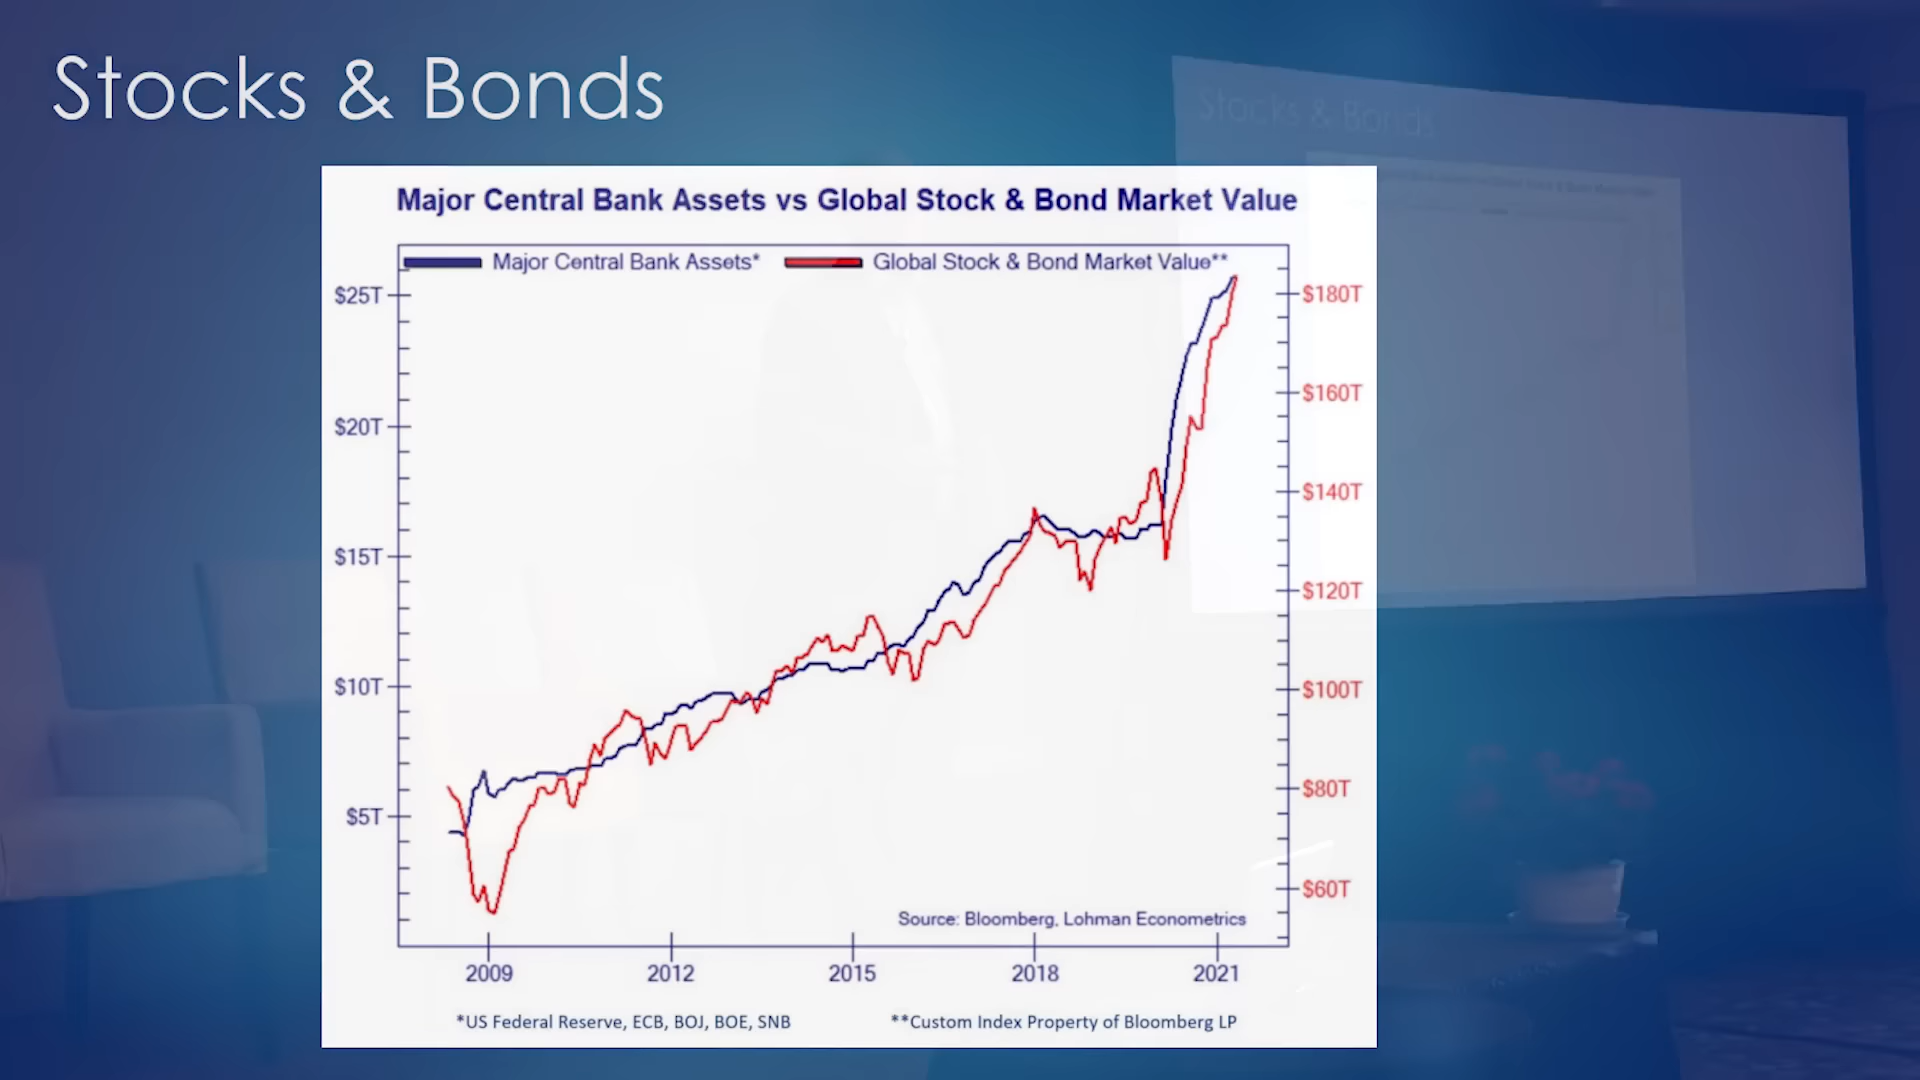 Stocks & Bonds
Stocks & Bonds
Major Central Bank Assets vs Global Stock & Bond Market Value
Major Central Bank Assets*
Global Stock & Bond Market Value**
$25T
$20T
$15T
$10T
$5T
$180T
$160T
$140T
$120T
$100T
$80T
$60T
Source: Bloomberg, Lohman Econometrics
2009
2012
2015
2018
2021
*US Federal Reserve, ECB, BOJ, BOE, SNB
**Custom Index Property of Bloomberg LP